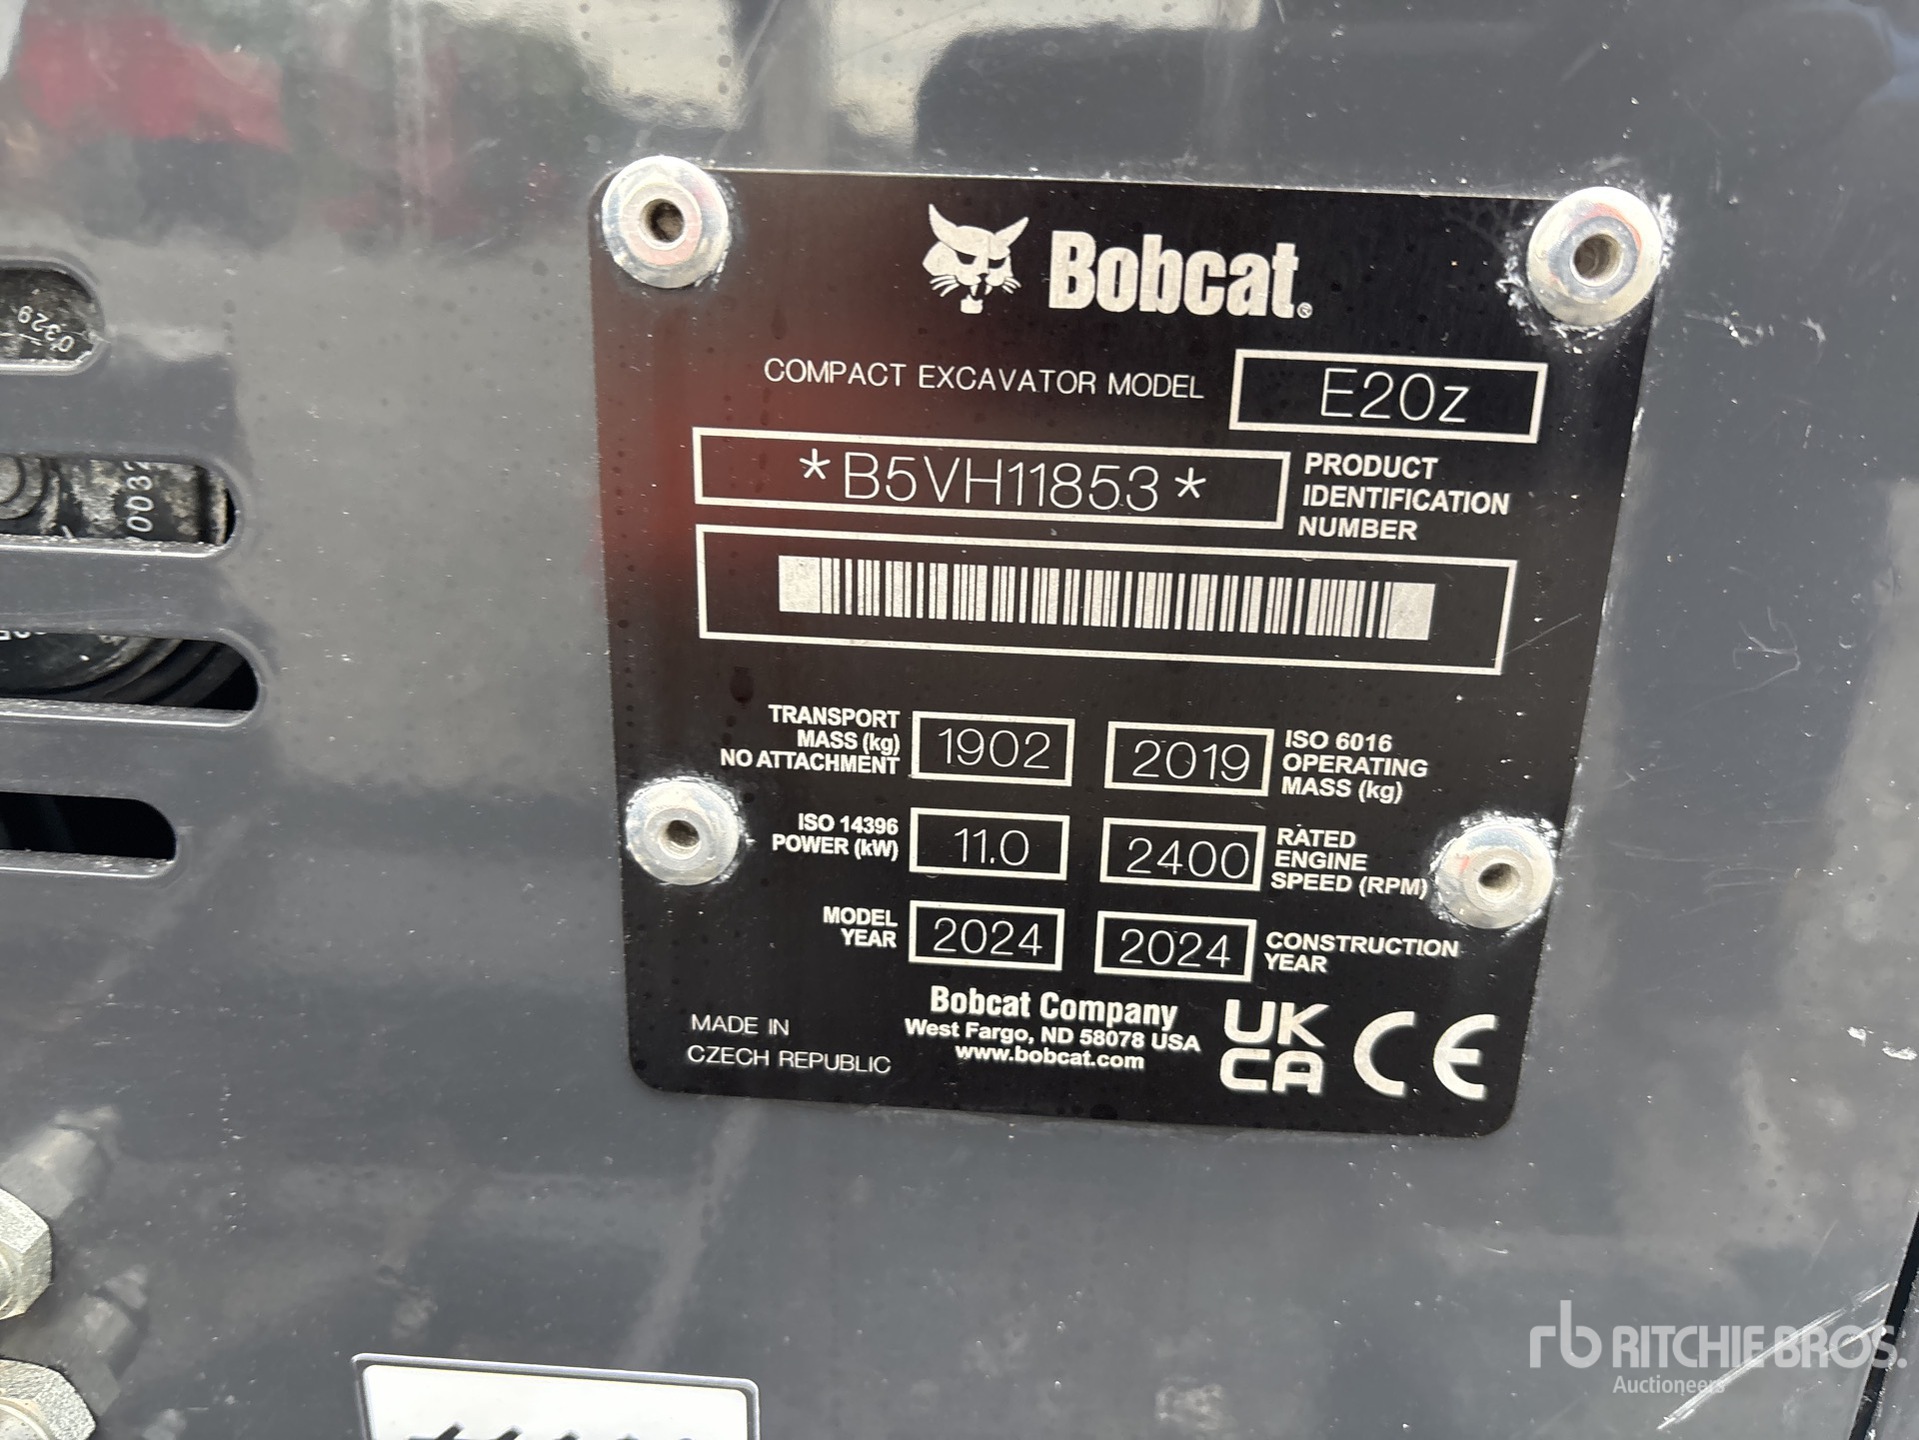 Bobcat®
COMPACT EXCAVATOR MODEL E20z
*B5VH11853* PRODUCT IDENTIFICATION NUMBER
TRANSPORT MASS (kg) NO ATTACHMENT 1902
2019 ISO 6016 OPERATING MASS (kg)
ISO 14396 POWER (kW) 11.0
2400 RATED ENGINE SPEED (RPM)
MODEL YEAR 2024
2024 CONSTRUCTION YEAR
MADE IN
CZECH REPUBLIC
Bobcat Company
West Fargo, ND 58078 USA
www.bobcat.com
UK
CA
CE
0329
rb RITCHIE BROS.
Auctioneers